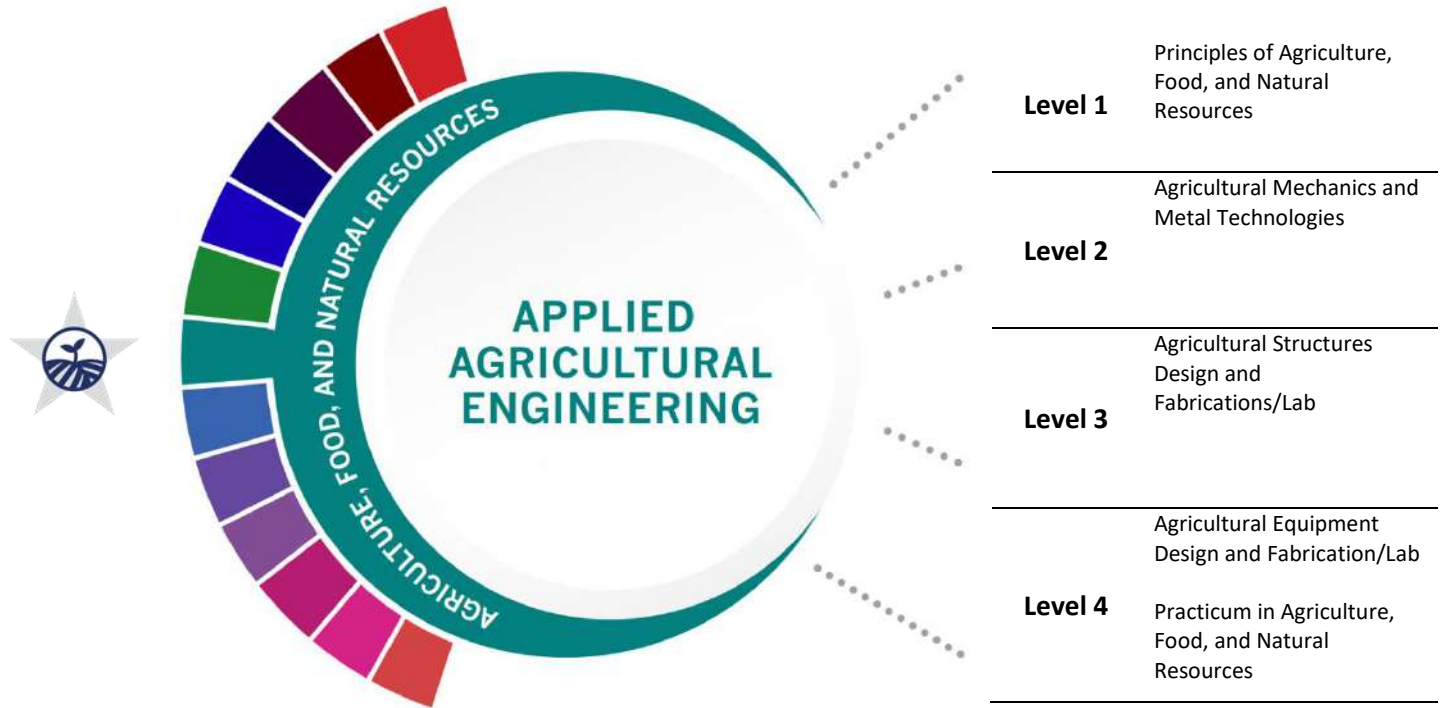 AGRICULTURE, FOOD, AND NATURAL RESOURCES
APPLIED
AGRICULTURAL
ENGINEERING
Level 1
Principles of Agriculture,
Food, and Natural
Resources
Level 2
Agricultural Mechanics and
Metal Technologies
Level 3
Agricultural Structures
Design and
Fabrications/Lab
Level 4
Agricultural Equipment
Design and Fabrication/Lab
Practicum in Agriculture,
Food, and Natural
Resources